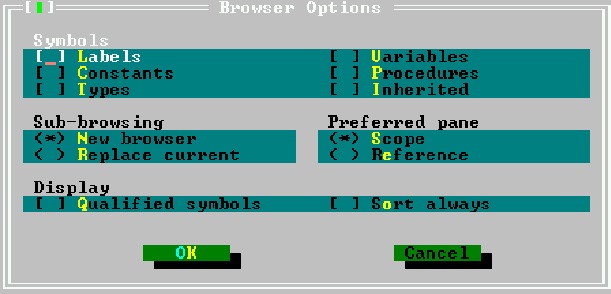 [▮] Browser Options
Symbols
[_] Labels [ ] Variables
[ ] Constants [ ] Procedures
[ ] Types [ ] Inherited
Sub-browsing Preferred pane
(*) New browser (*) Scope
( ) Replace current ( ) Reference
Display
[ ] Qualified symbols [ ] Sort always
OK Cancel